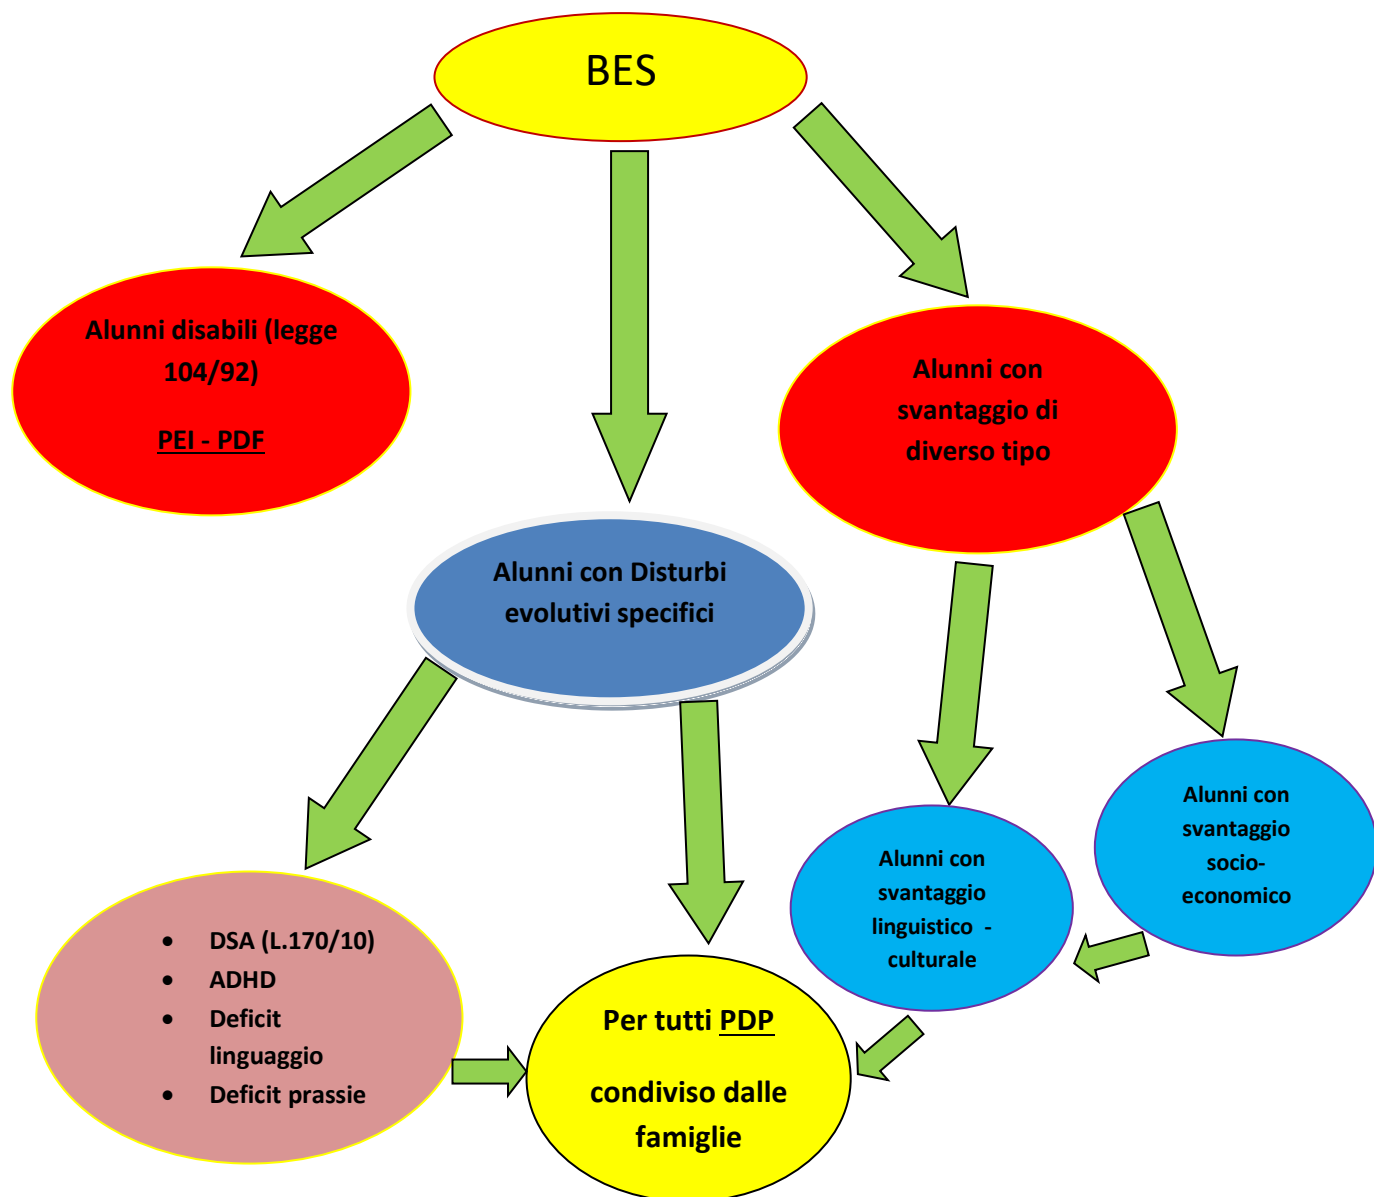 BES
Alunni disabili (legge
104/92)
PEI - PDF
Alunni con
svantaggio di
diverso tipo
Alunni con Disturbi
evolutivi specifici
Alunni con
svantaggio
socio-
economico
Alunni con
svantaggio
linguistico -
culturale
• DSA (L.170/10)
• ADHD
• Deficit
linguaggio
• Deficit prassie
Per tutti PDP
condiviso dalle
famiglie